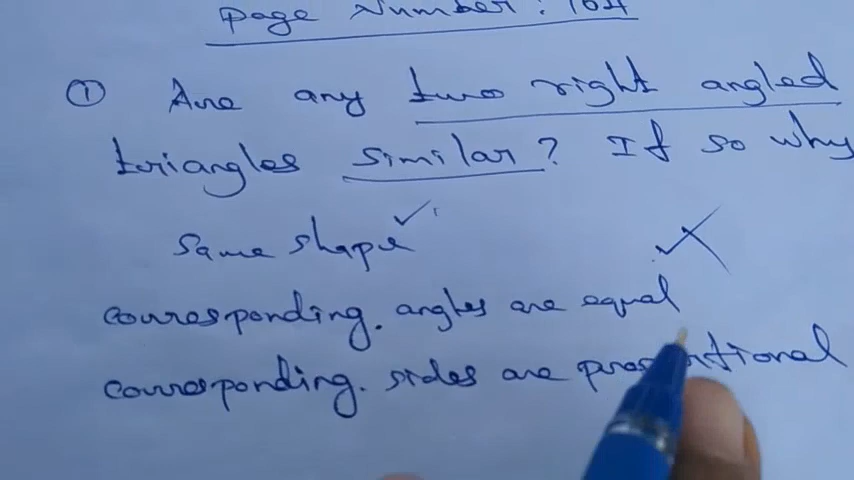 Page Number: 164
① Are any two right angled
triangles similar? If so why
same shape ✓
corresponding. angles are equal
corresponding. sides are proportional